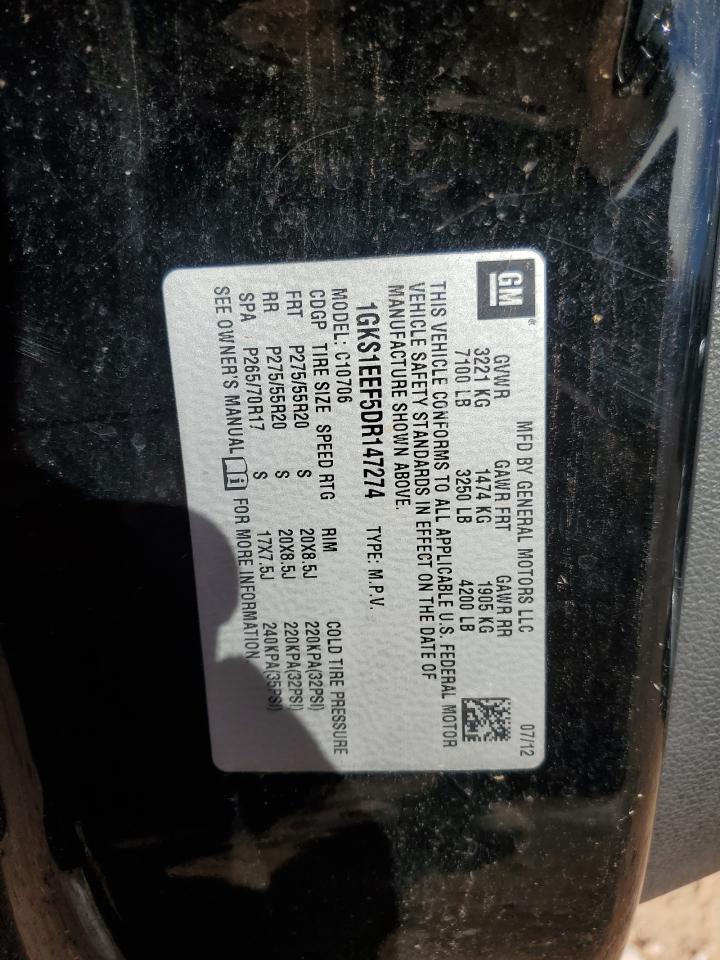 GM®
MFD BY GENERAL MOTORS LLC 07/12
GVWR GAWR FRT GAWR RR
3221 KG 1474 KG 1905 KG
7100 LB 3250 LB 4200 LB
THIS VEHICLE CONFORMS TO ALL APPLICABLE U.S. FEDERAL MOTOR
VEHICLE SAFETY STANDARDS IN EFFECT ON THE DATE OF
MANUFACTURE SHOWN ABOVE.
1GKS1EEF5DR147274 TYPE: M.P.V.
MODEL: C10706
CDGP TIRE SIZE SPEED RTG RIM COLD TIRE PRESSURE
FRT P275/55R20 S 20X8.5J 220KPA(32PSI)
RR P275/55R20 S 20X8.5J 220KPA(32PSI)
SPA P265/70R17 S 17X7.5J 240KPA(35PSI)
SEE OWNER'S MANUAL FOR MORE INFORMATION.